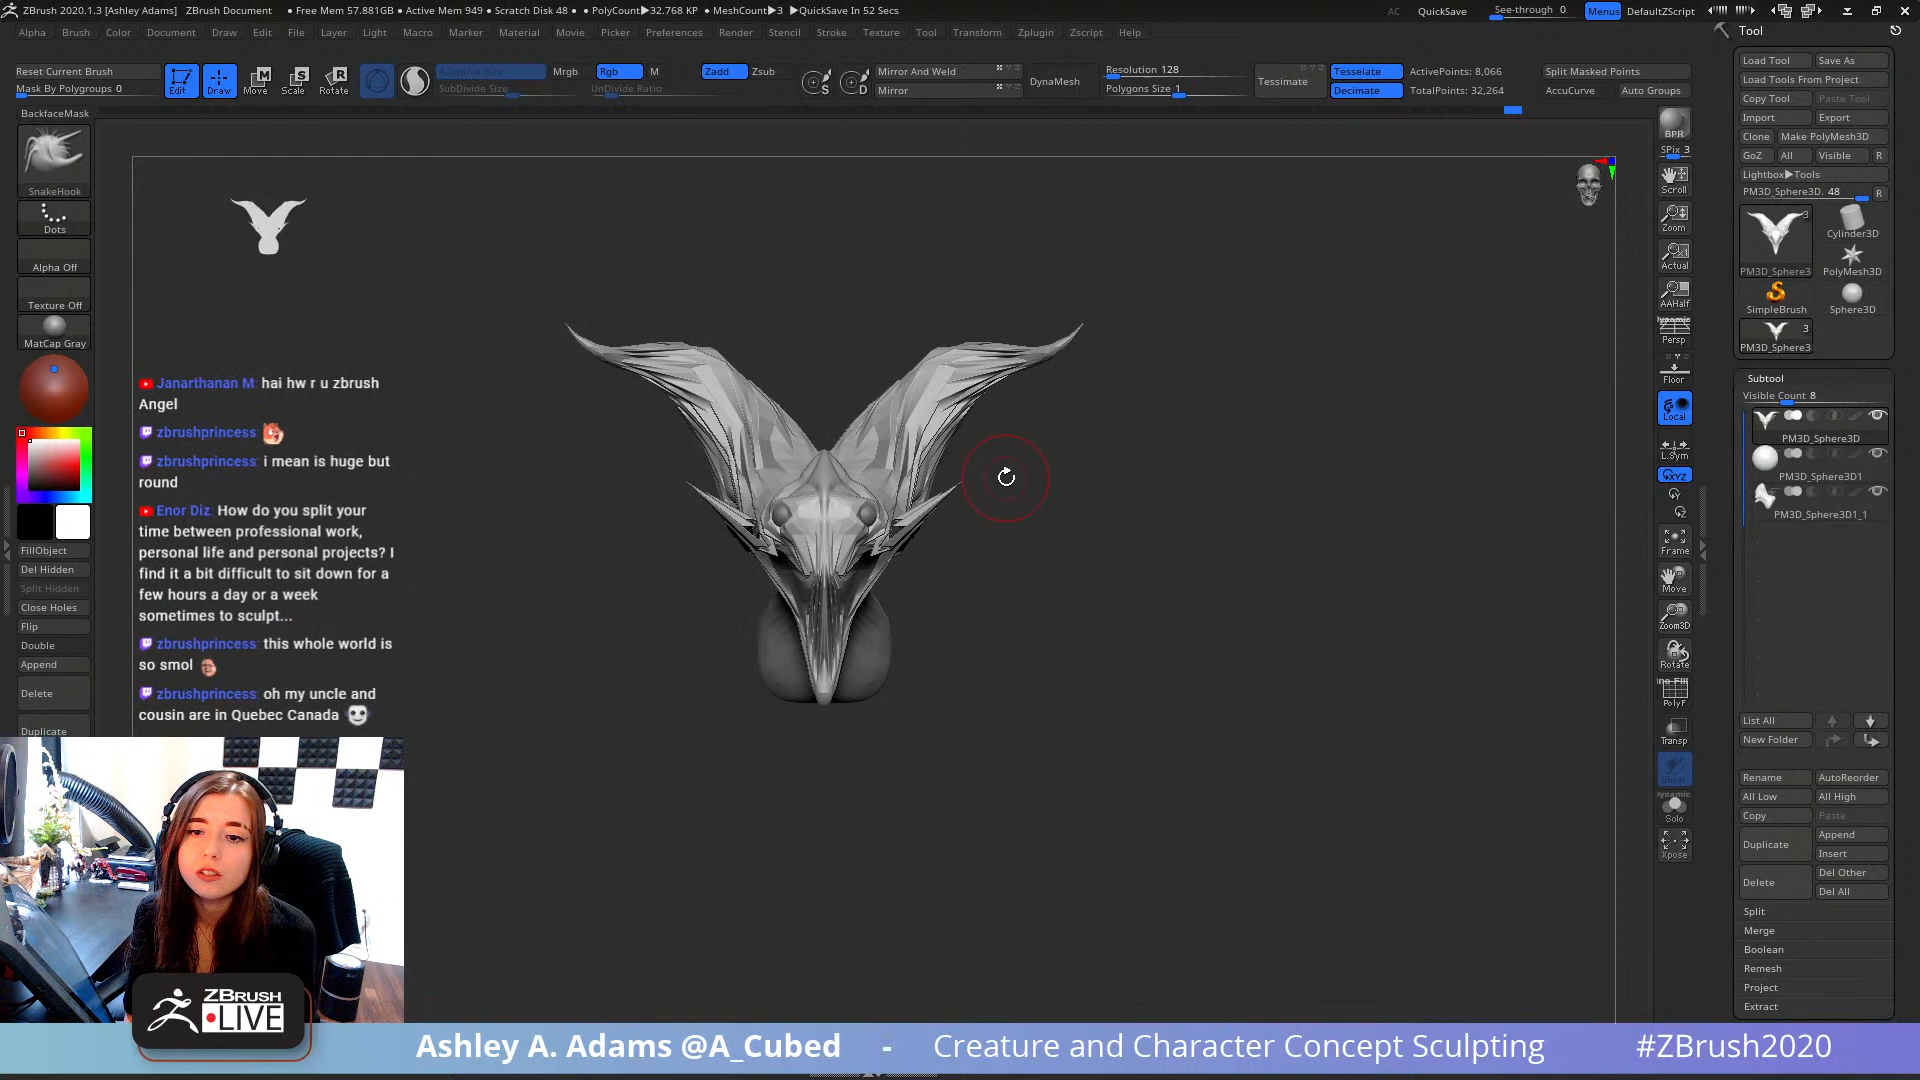 ZBrush 2020.1.3 [Ashley Adams] ZBrush Document • Free Mem 57.881GB • Active Mem 949 • Scratch Disk 48 • PolyCount▶32.768 KP • MeshCount▶3 ▶QuickSave In 52 Secs AC QuickSave See-through 0 Menus DefaultZScript
Alpha Brush Color Document Draw Edit File Layer Light Macro Marker Material Movie Picker Preferences Render Stencil Stroke Texture Tool Transform Zplugin Zscript Help
Tool
Reset Current Brush
Mask By Polygroups 0
Edit Draw Move Scale Rotate
Adaptive Size
SubDivide Size
Mrgb Rgb M
UnDivide Ratio
Zadd Zsub
Mirror And Weld
Mirror
DynaMesh
Resolution 128
Polygons Size 1
Tessimate
Tesselate
Decimate
ActivePoints: 8,066
TotalPoints: 32,264
Split Masked Points
AccuCurve Auto Groups
BackfaceMask
SnakeHook
Dots
Alpha Off
Texture Off
MatCap Gray
FillObject
Del Hidden
Split Hidden
Close Holes
Flip
Double
Append
Delete
Duplicate
Janarthanan M: hai hw r u zbrush
Angel
zbrushprincess:
zbrushprincess: i mean is huge but
round
Enor Diz: How do you split your
time between professional work,
personal life and personal projects? I
find it a bit difficult to sit down for a
few hours a day or a week
sometimes to sculpt...
zbrushprincess: this whole world is
so smol
zbrushprincess: oh my uncle and
cousin are in Quebec Canada
BPR
SPix 3
Scroll
Zoom
Actual
AAHalf
Dynamic
Persp
Floor
Local
L.Sym
XYZ
Frame
Move
Zoom3D
Rotate
PolyF
Transp
Ghost
Dynamic
Solo
Xpose
Load Tool Save As
Load Tools From Project
Copy Tool Paste Tool
Import Export
Clone Make PolyMesh3D
GoZ All Visible R
Lightbox▶Tools
PM3D_Sphere3D. 48 R
3
PM3D_Sphere3 Cylinder3D
PolyMesh3D
SimpleBrush Sphere3D
3
PM3D_Sphere3
Subtool
Visible Count 8
PM3D_Sphere3D
PM3D_Sphere3D1
PM3D_Sphere3D1_1
List All
New Folder
Rename AutoReorder
All Low All High
Copy Paste
Duplicate Append
Insert
Delete Del Other
Del All
Split
Merge
Boolean
Remesh
Project
Extract
ZBRUSH
LIVE
Ashley A. Adams @A_Cubed - Creature and Character Concept Sculpting #ZBrush2020